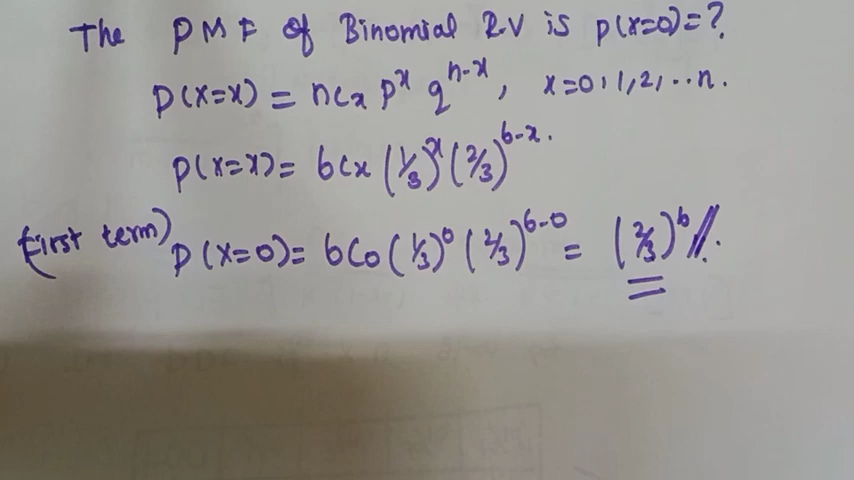 The PMF of Binomial R.V is p(x=0)=?
P(X=x) = ncx p^x q^n-x, x=0,1,2,...n.
P(X=x) = 6cx (1/3)^x (2/3)^6-x.
(First term) P(X=0) = 6C0 (1/3)^0 (2/3)^6-0 = (2/3)^6 //.